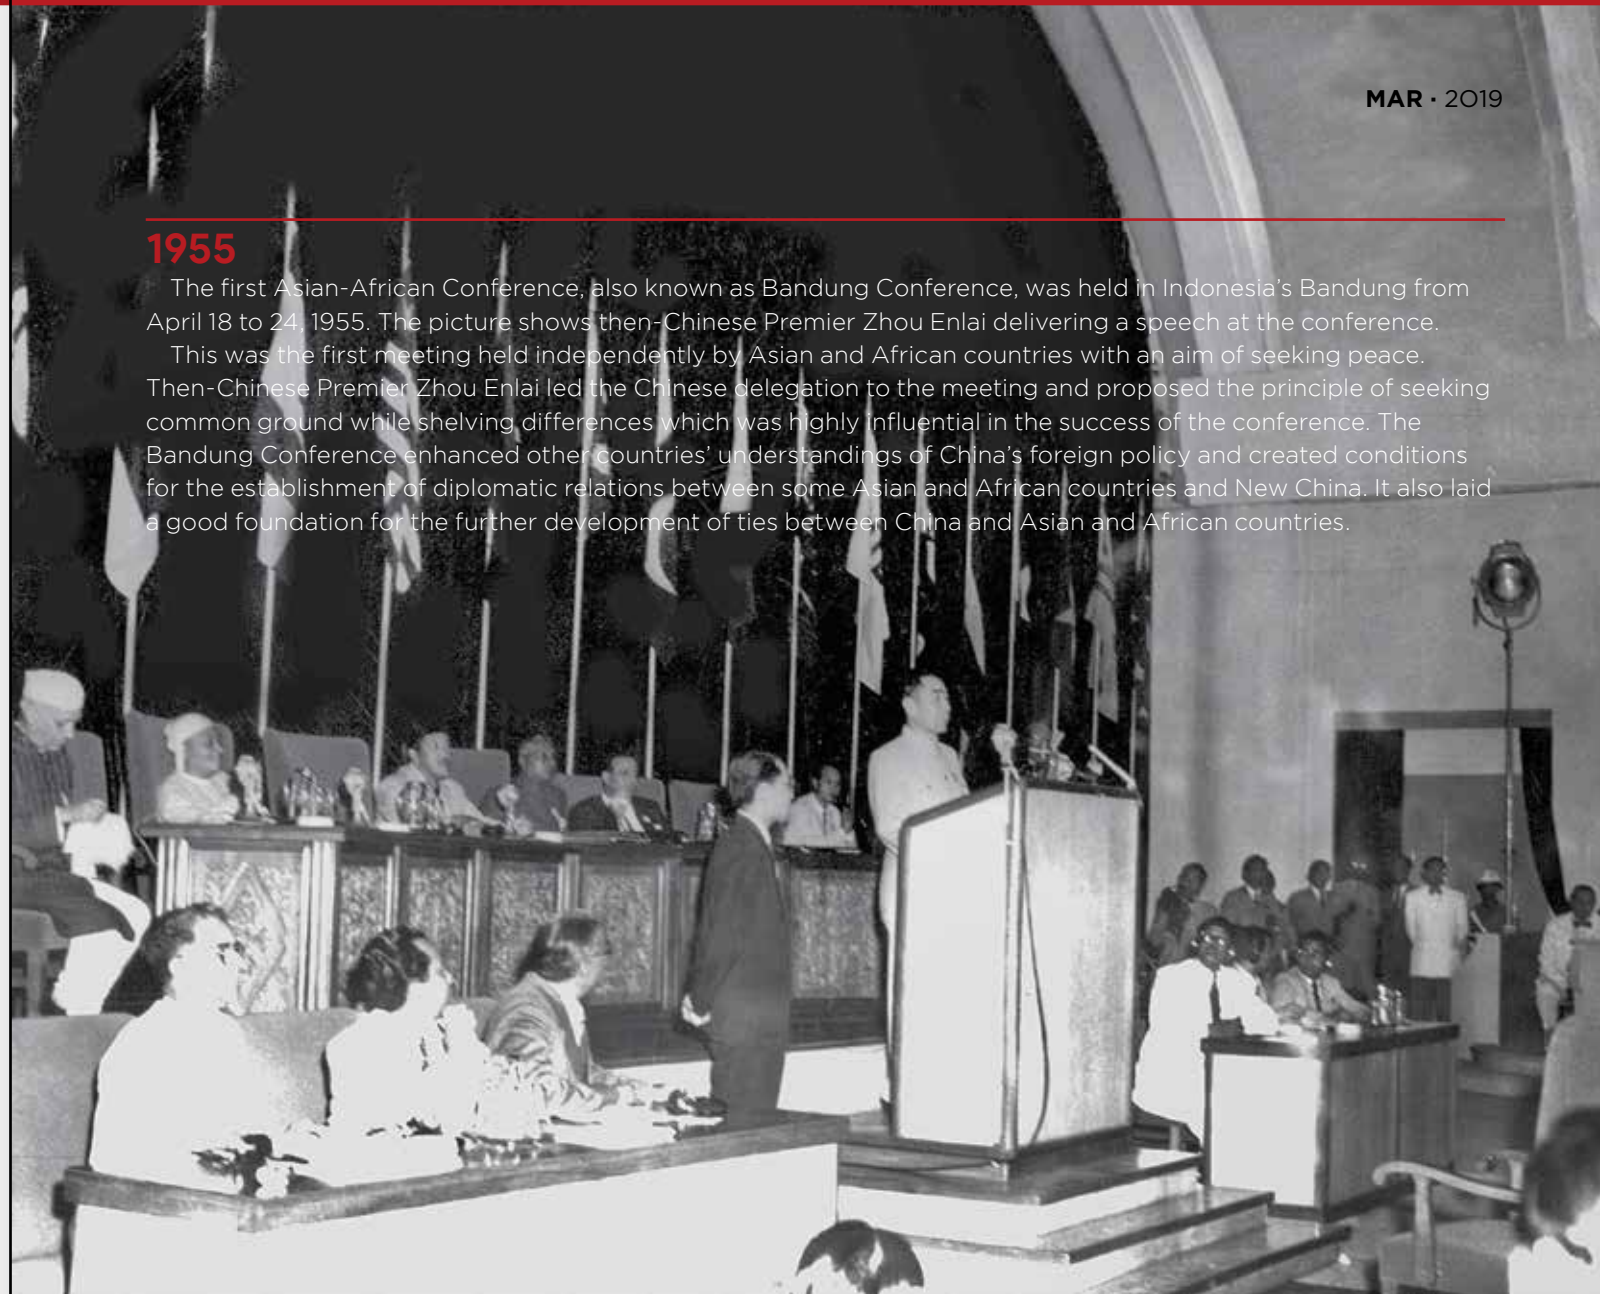 MAR · 2019
1955
The first Asian-African Conference, also known as Bandung Conference, was held in Indonesia’s Bandung from
April 18 to 24, 1955. The picture shows then-Chinese Premier Zhou Enlai delivering a speech at the conference.
This was the first meeting held independently by Asian and African countries with an aim of seeking peace.
Then-Chinese Premier Zhou Enlai led the Chinese delegation to the meeting and proposed the principle of seeking
common ground while shelving differences which was highly influential in the success of the conference. The
Bandung Conference enhanced other countries’ understandings of China’s foreign policy and created conditions
for the establishment of diplomatic relations between some Asian and African countries and New China. It also laid
a good foundation for the further development of ties between China and Asian and African countries.